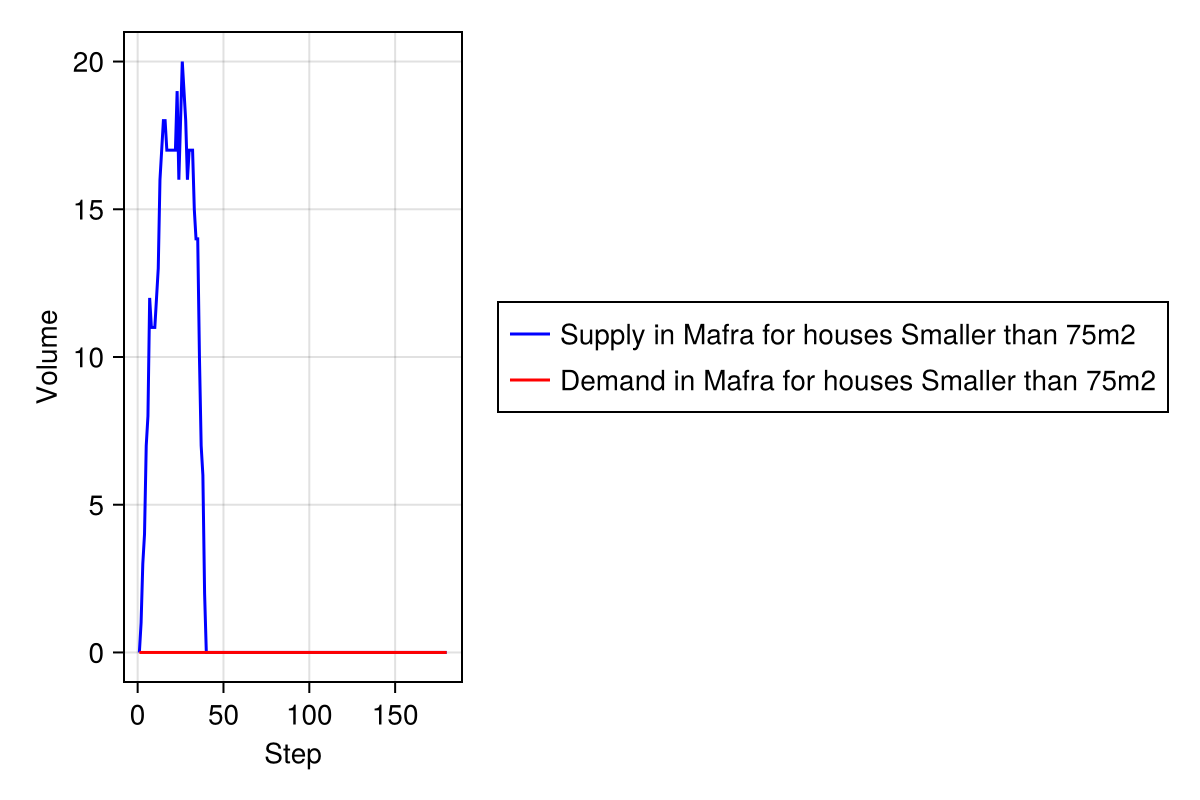 20
15
10
5
0
Volume
0 50 100 150
Step
Supply in Mafra for houses Smaller than 75m2
Demand in Mafra for houses Smaller than 75m2